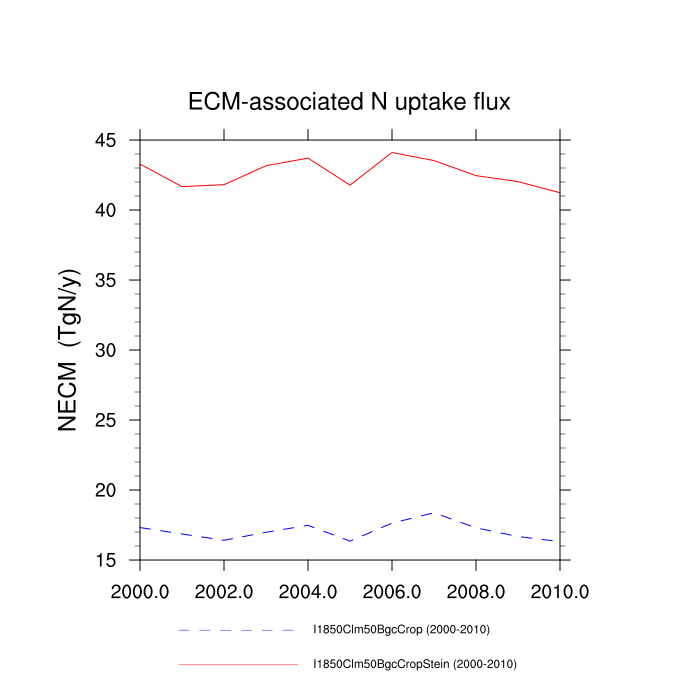 ECM-associated N uptake flux
NECM (TgN/y)
45
40
35
30
25
20
15
2000.0 2002.0 2004.0 2006.0 2008.0 2010.0
I1850Clm50BgcCrop (2000-2010)
I1850Clm50BgcCropStein (2000-2010)